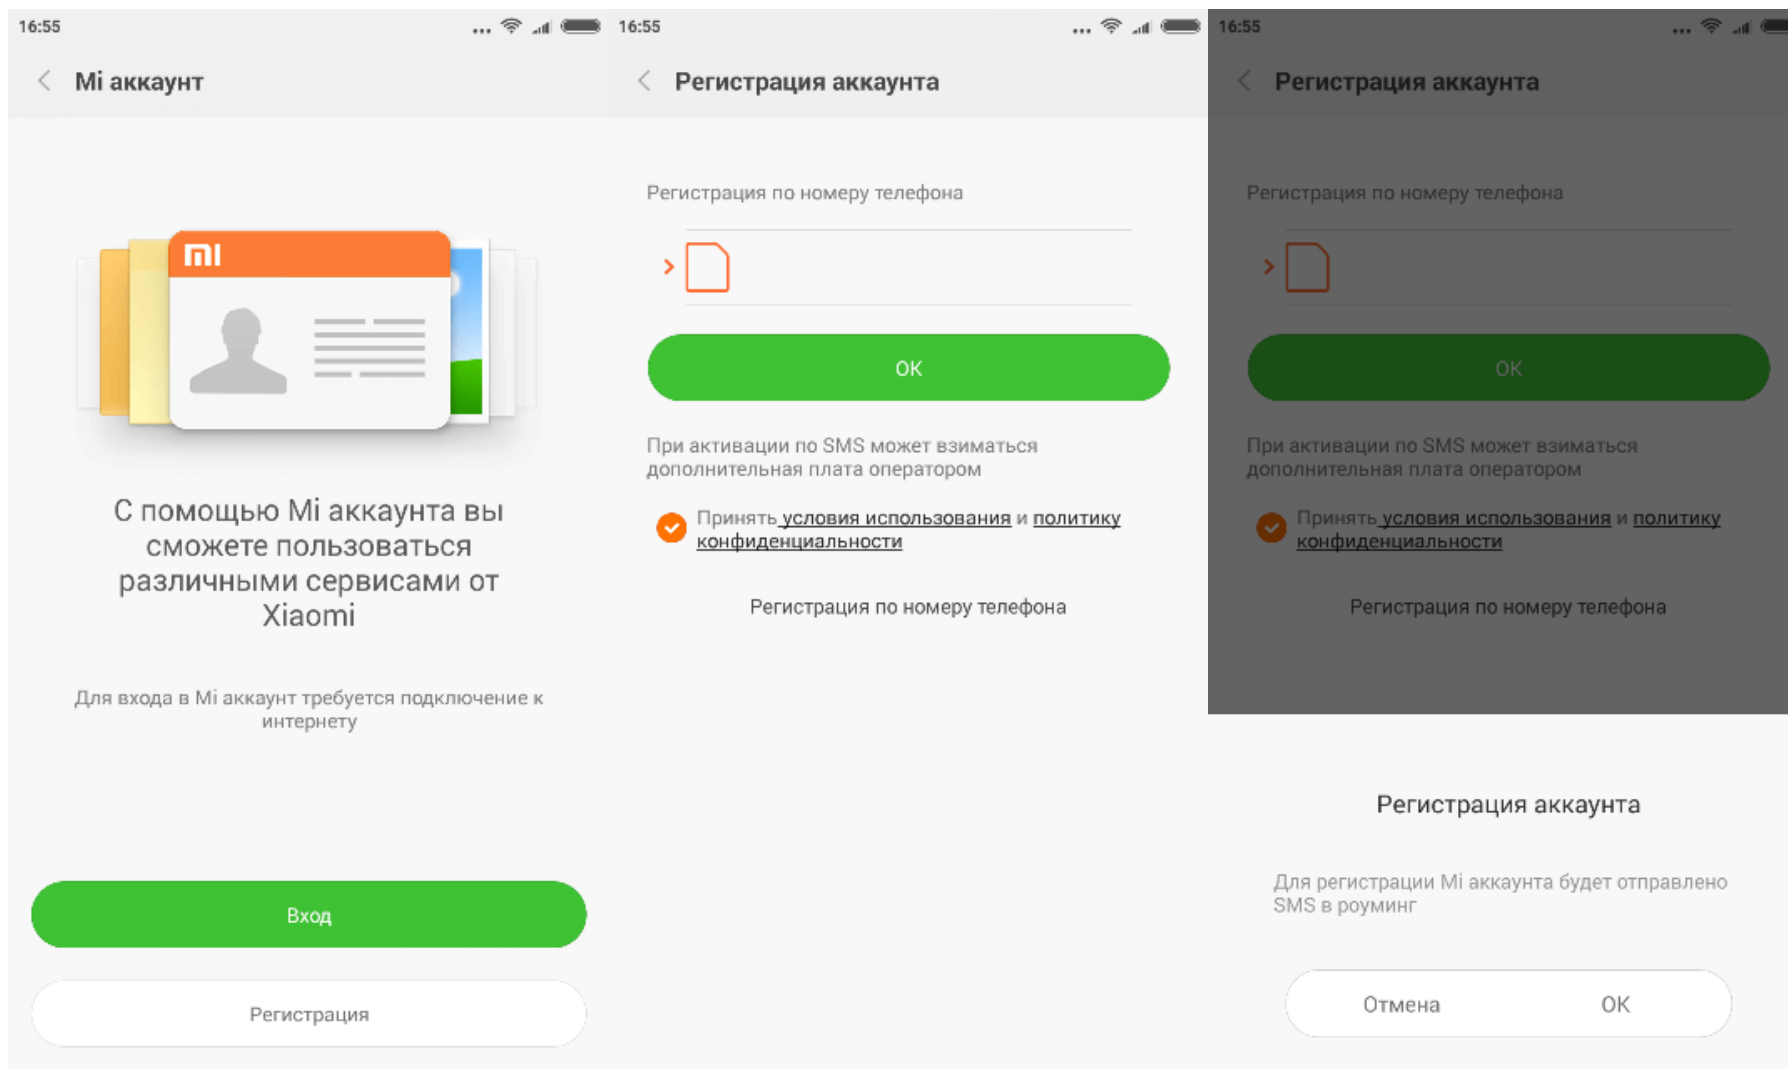 16:55
Mi аккаунт
MI
С помощью Mi аккаунта вы
сможете пользоваться
различными сервисами от
Xiaomi
Для входа в Mi аккаунт требуется подключение к
интернету
Вход
Регистрация
16:55
Регистрация аккаунта
Регистрация по номеру телефона
OK
При активации по SMS может взиматься
дополнительная плата оператором
Принять условия использования и политику
конфиденциальности
Регистрация по номеру телефона
16:55
Регистрация аккаунта
Регистрация по номеру телефона
OK
При активации по SMS может взиматься
дополнительная плата оператором
Принять условия использования и политику
конфиденциальности
Регистрация по номеру телефона
Регистрация аккаунта
Для регистрации Mi аккаунта будет отправлено
SMS в роуминг
Отмена
OK